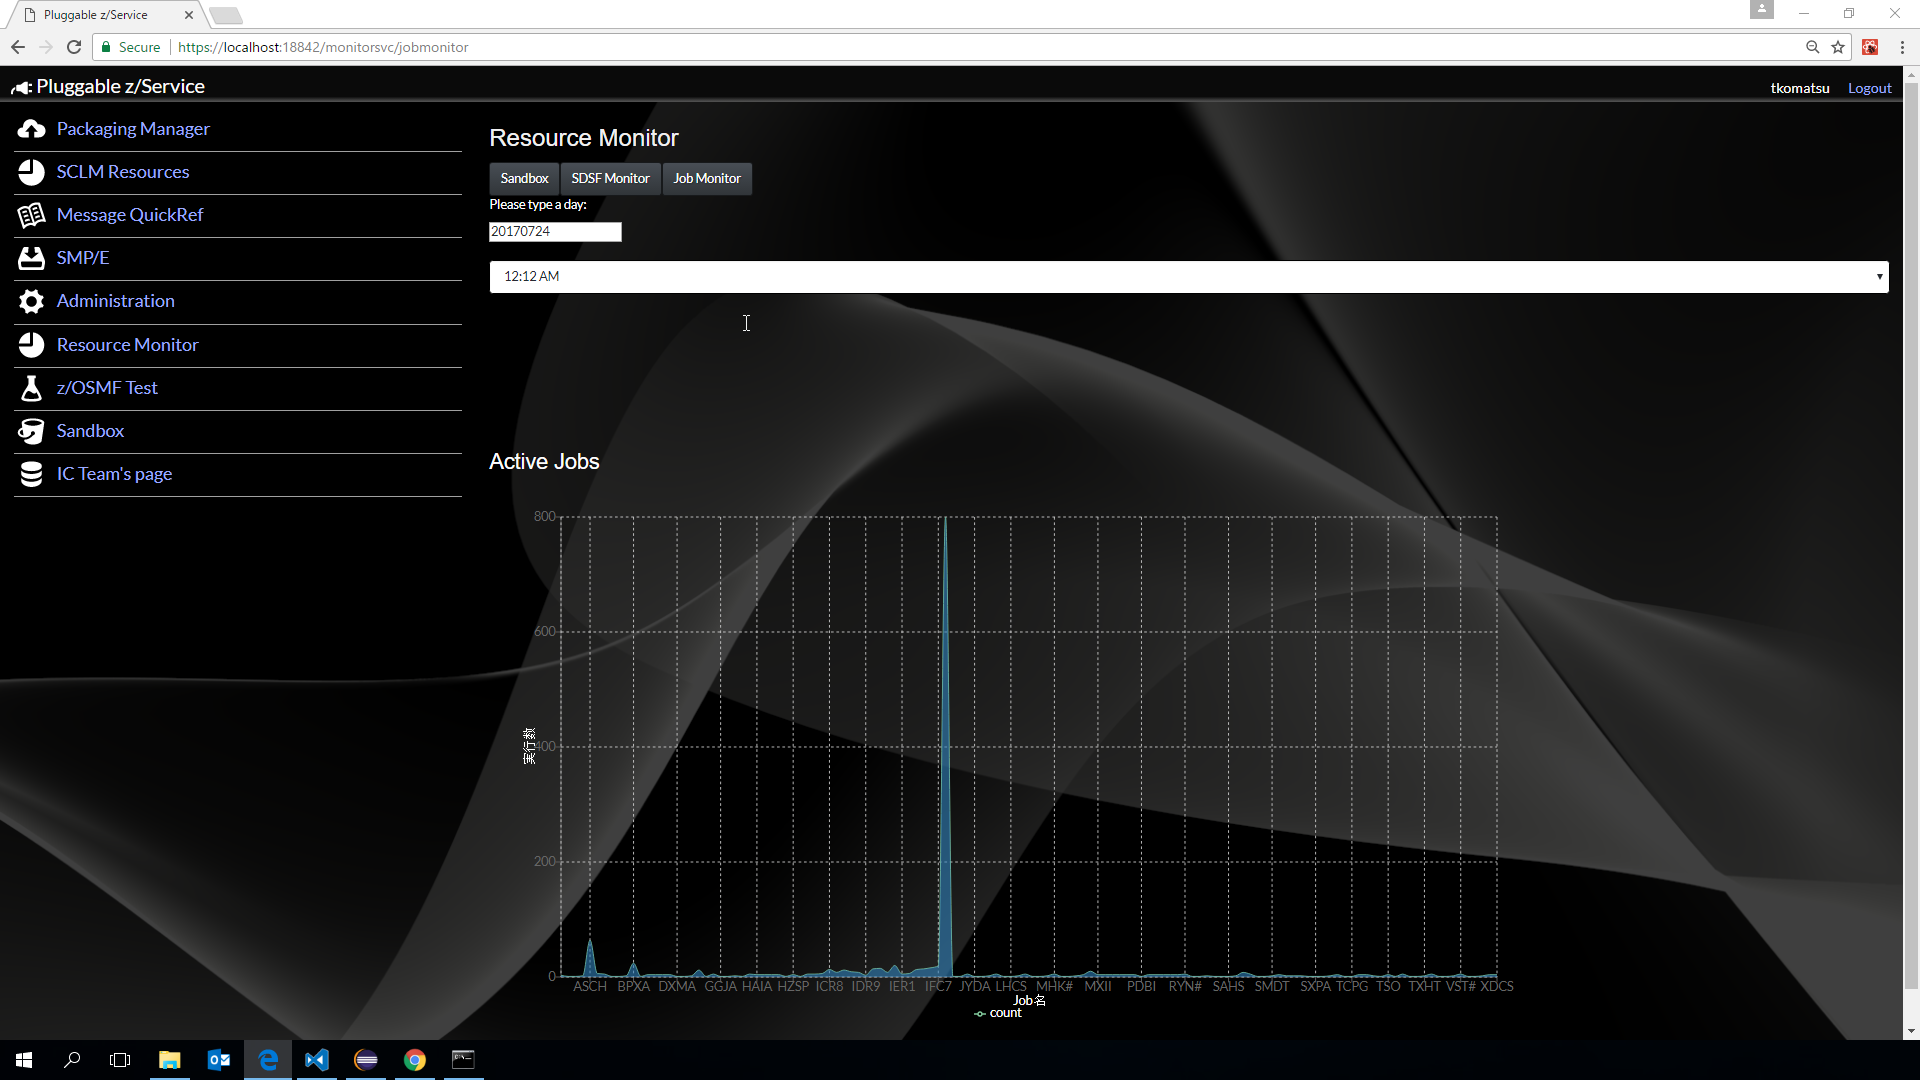 Pluggable z/Service
Secure
https://localhost:18842/monitorsvc/jobmonitor
Pluggable z/Service
tkomatsu
Logout
Packaging Manager
SCLM Resources
Message QuickRef
SMP/E
Administration
Resource Monitor
z/OSMF Test
Sandbox
IC Team's page
Resource Monitor
Sandbox
SDSF Monitor
Job Monitor
Please type a day:
20170724
12:12 AM
Active Jobs
800
600
400
200
0
実行数
ASCH BPXA DXMA GGJA HAIA HZSP ICR8 IDR9 IER1 IFC7 JYDA LHCS MHK# MXII PDBI RYN# SAHS SMDT SXPA TCPG TSO TXHT VST# XDCS
Job名
count